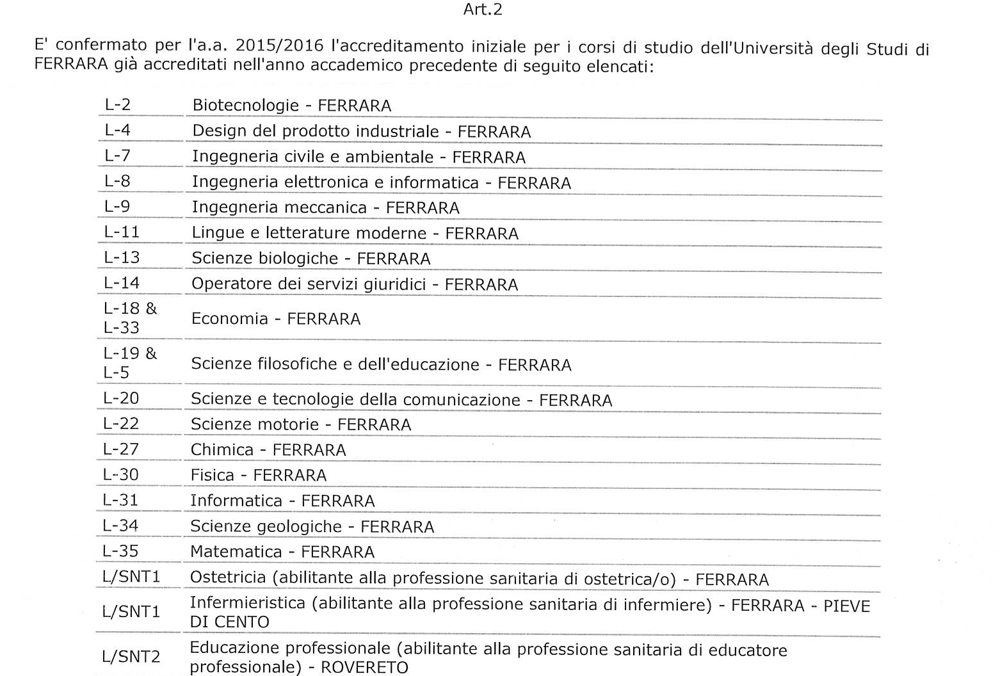 Art.2
E' confermato per l'a.a. 2015/2016 l'accreditamento iniziale per i corsi di studio dell'Università degli Studi di
FERRARA già accreditati nell'anno accademico precedente di seguito elencati:
L-2 Biotecnologie - FERRARA
L-4 Design del prodotto industriale - FERRARA
L-7 Ingegneria civile e ambientale - FERRARA
L-8 Ingegneria elettronica e informatica - FERRARA
L-9 Ingegneria meccanica - FERRARA
L-11 Lingue e letterature moderne - FERRARA
L-13 Scienze biologiche - FERRARA
L-14 Operatore dei servizi giuridici - FERRARA
L-18 &
L-33
Economia - FERRARA
L-19 &
L-5
Scienze filosofiche e dell'educazione - FERRARA
L-20 Scienze e tecnologie della comunicazione - FERRARA
L-22 Scienze motorie - FERRARA
L-27 Chimica - FERRARA
L-30 Fisica - FERRARA
L-31 Informatica - FERRARA
L-34 Scienze geologiche - FERRARA
L-35 Matematica - FERRARA
L/SNT1 Ostetricia (abilitante alla professione sanitaria di ostetrica/o) - FERRARA
L/SNT1 Infermieristica (abilitante alla professione sanitaria di infermiere) - FERRARA - PIEVE
DI CENTO
L/SNT2 Educazione professionale (abilitante alla professione sanitaria di educatore
professionale) - ROVERETO